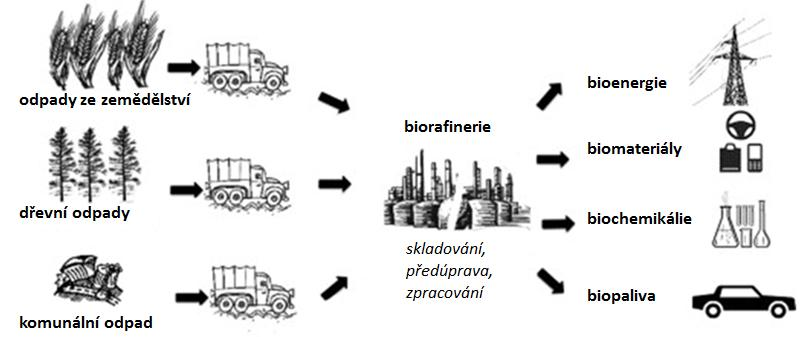 odpady ze zemědělství
dřevní odpady
komunální odpad
biorafinerie
skladování,
předúprava,
zpracování
bioenergie
biomateriály
biochemikálie
biopaliva